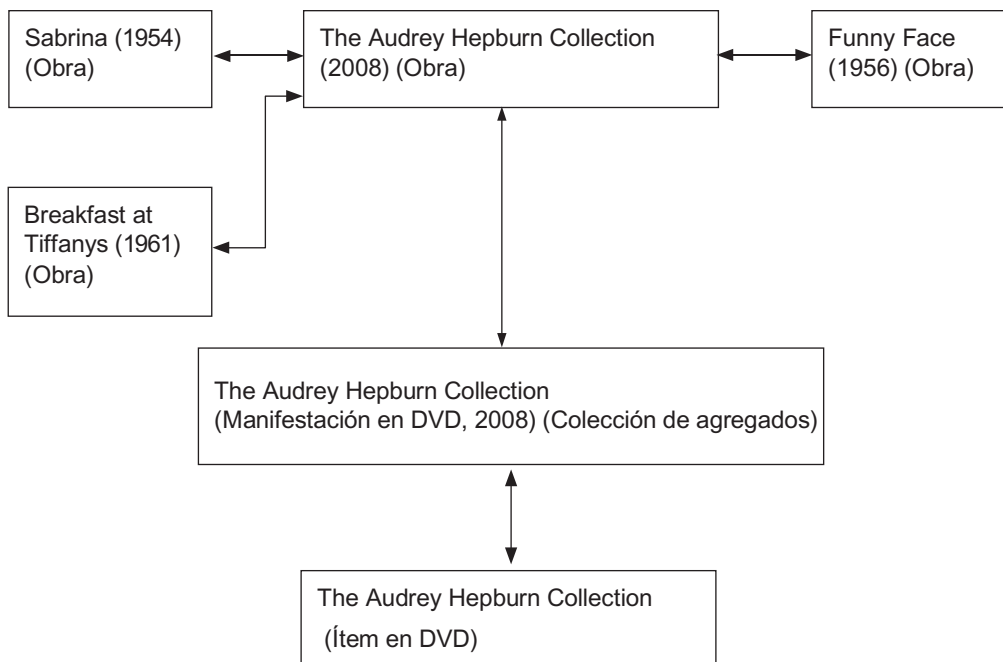 Sabrina (1954)
(Obra)
The Audrey Hepburn Collection
(2008) (Obra)
Funny Face
(1956) (Obra)
Breakfast at
Tiffanys (1961)
(Obra)
The Audrey Hepburn Collection
(Manifestación en DVD, 2008) (Colección de agregados)
The Audrey Hepburn Collection
(Ítem en DVD)